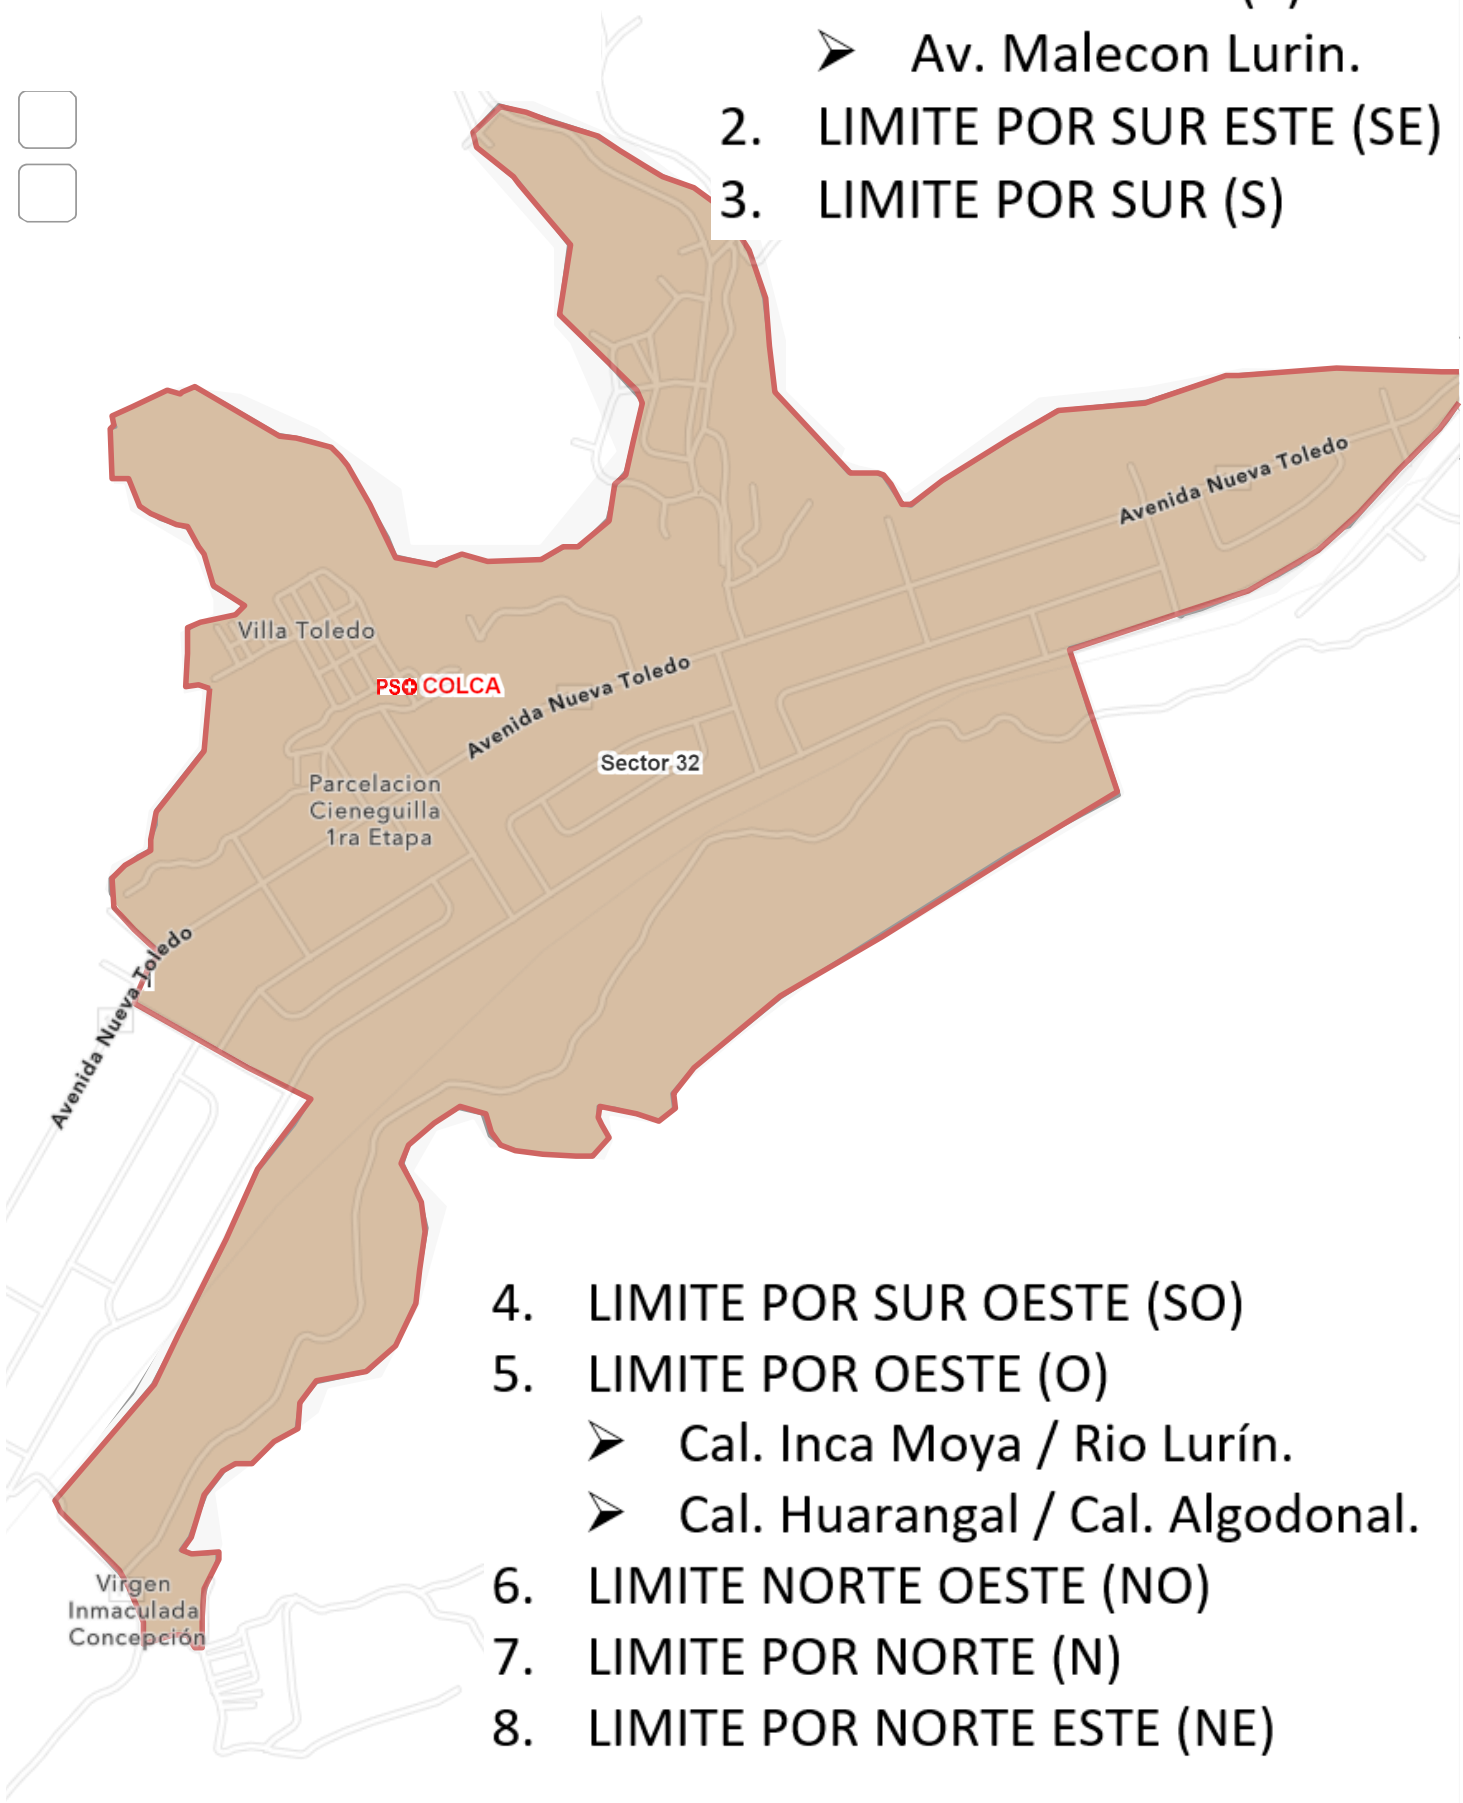 ➢ Av. Malecon Lurin.
2. LIMITE POR SUR ESTE (SE)
3. LIMITE POR SUR (S)
Avenida Nueva Toledo
Villa Toledo
PS COLCA
Avenida Nueva Toledo
Sector 32
Parcelacion
Cieneguilla
1ra Etapa
Avenida Nueva Toledo
4. LIMITE POR SUR OESTE (SO)
5. LIMITE POR OESTE (O)
➢ Cal. Inca Moya / Rio Lurín.
➢ Cal. Huarangal / Cal. Algodonal.
6. LIMITE NORTE OESTE (NO)
7. LIMITE POR NORTE (N)
8. LIMITE POR NORTE ESTE (NE)
Virgen
Inmaculada
Concepción